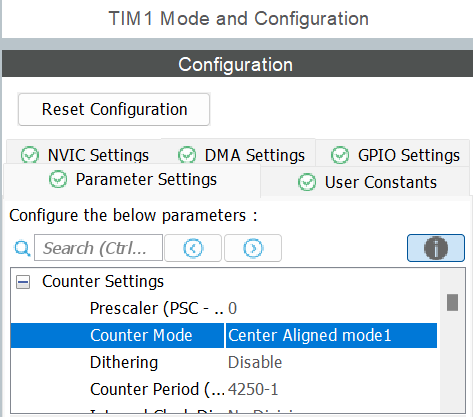 TIM1 Mode and Configuration
Configuration
Reset Configuration
NVIC Settings DMA Settings GPIO Settings
Parameter Settings User Constants
Configure the below parameters :
Search (Ctrl...
Counter Settings
Prescaler (PSC - ... 0
Counter Mode Center Aligned mode1
Dithering Disable
Counter Period (... 4250-1